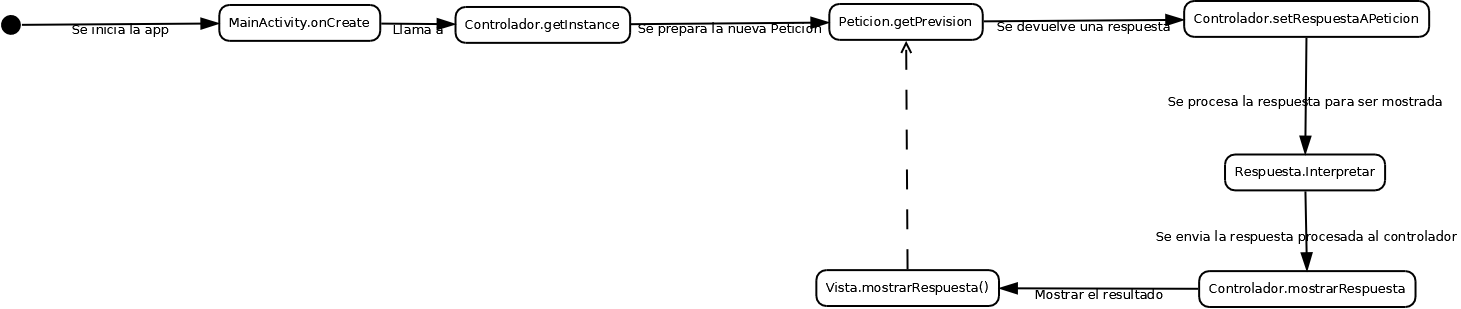 MainActivity.onCreate
Se inicia la app
Controlador.getInstance
Llama a
Peticion.getPrevision
Se prepara la nueva Peticion
Controlador.setRespuestaAPeticion
Se devuelve una respuesta
Se procesa la respuesta para ser mostrada
Respuesta.Interpretar
Se envia la respuesta procesada al controlador
Controlador.mostrarRespuesta
Mostrar el resultado
Vista.mostrarRespuesta()